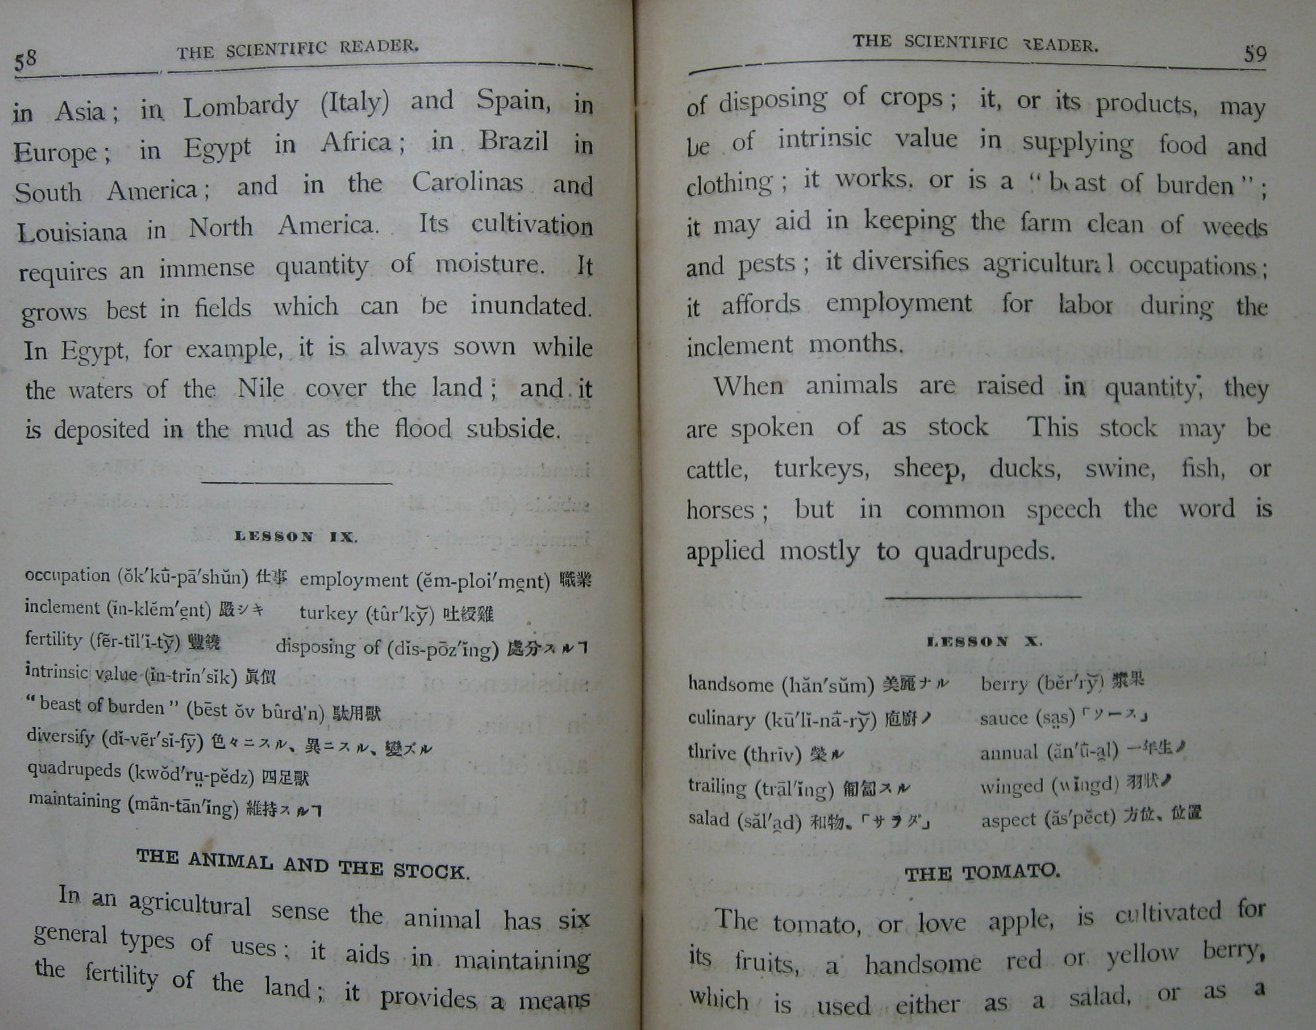 58
THE SCIENTIFIC READER.
in Asia; in Lombardy (Italy) and Spain, in
Europe; in Egypt in Africa; in Brazil in
South America; and in the Carolinas and
Louisiana in North America. Its cultivation
requires an immense quantity of moisture. It
grows best in fields which can be inundated.
In Egypt, for example, it is always sown while
the waters of the Nile cover the land; and it
is deposited in the mud as the flood subside.
LESSON IX.
occupation (ŏk′kū-pā′shŭn) 仕事 employment (ĕm-ploi′mẹnt) 職業
inclement (ĭn-klĕm′ẹnt) 嚴シキ turkey (tûr′kў) 吐綬雞
fertility (fẽr-tĭl′ĭ-tў) 豐饒 disposing of (dĭs-pōz′ĭng) 處分スルヿ
intrinsic value (ĭn-trĭn′sĭk) 眞價
"beast of burden" (bēst ŏv bûrd'n) 駄用獸
diversify (dĭ-vẽr′sĭ-fȳ) 色々ニスル、異ニスル、變ズル
quadrupeds (kwŏd′rụ-pĕdz) 四足獸
maintaining (mān-tān′ĭng) 維持スルヿ
THE ANIMAL AND THE STOCK.
In an agricultural sense the animal has six
general types of uses: it aids in maintaining
the fertility of the land; it provides a means
THE SCIENTIFIC READER.
59
of disposing of crops; it, or its products, may
be of intrinsic value in supplying food and
clothing; it works. or is a "beast of burden";
it may aid in keeping the farm clean of weeds
and pests; it diversifies agricultural occupations;
it affords employment for labor during the
inclement months.
When animals are raised in quantity, they
are spoken of as stock This stock may be
cattle, turkeys, sheep, ducks, swine, fish, or
horses; but in common speech the word is
applied mostly to quadrupeds.
LESSON X.
handsome (hăn′sŭm) 美麗ナル berry (bĕr′rў) 漿果
culinary (kū′lĭ-nā-rў) 庖廚ノ sauce (sạs)「ソース」
thrive (thrīv) 榮ル annual (ăn′ū-ạl) 一年生ノ
trailing (trāl′ĭng) 匍匐スル winged (wingd) 羽狀ノ
salad (săl′ạd) 和物。「サラダ」 aspect (ăs′pĕct) 方位、位置
THE TOMATO.
The tomato, or love apple, is cultivated for
its fruits, a handsome red or yellow berry,
which is used either as a salad, or as a